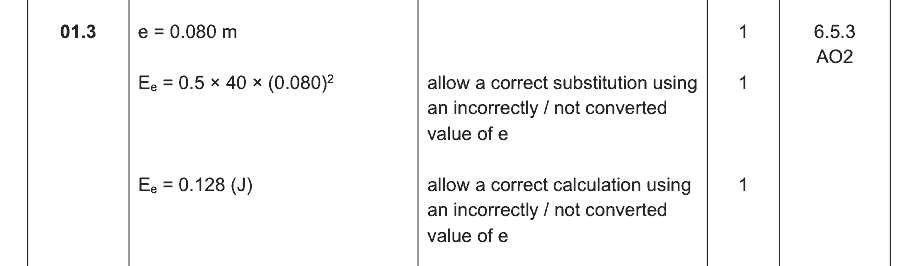 01.3 e = 0.080 m 1 6.5.3
AO2
Eₑ = 0.5 × 40 × (0.080)² allow a correct substitution using 1
an incorrectly / not converted
value of e
Eₑ = 0.128 (J) allow a correct calculation using 1
an incorrectly / not converted
value of e